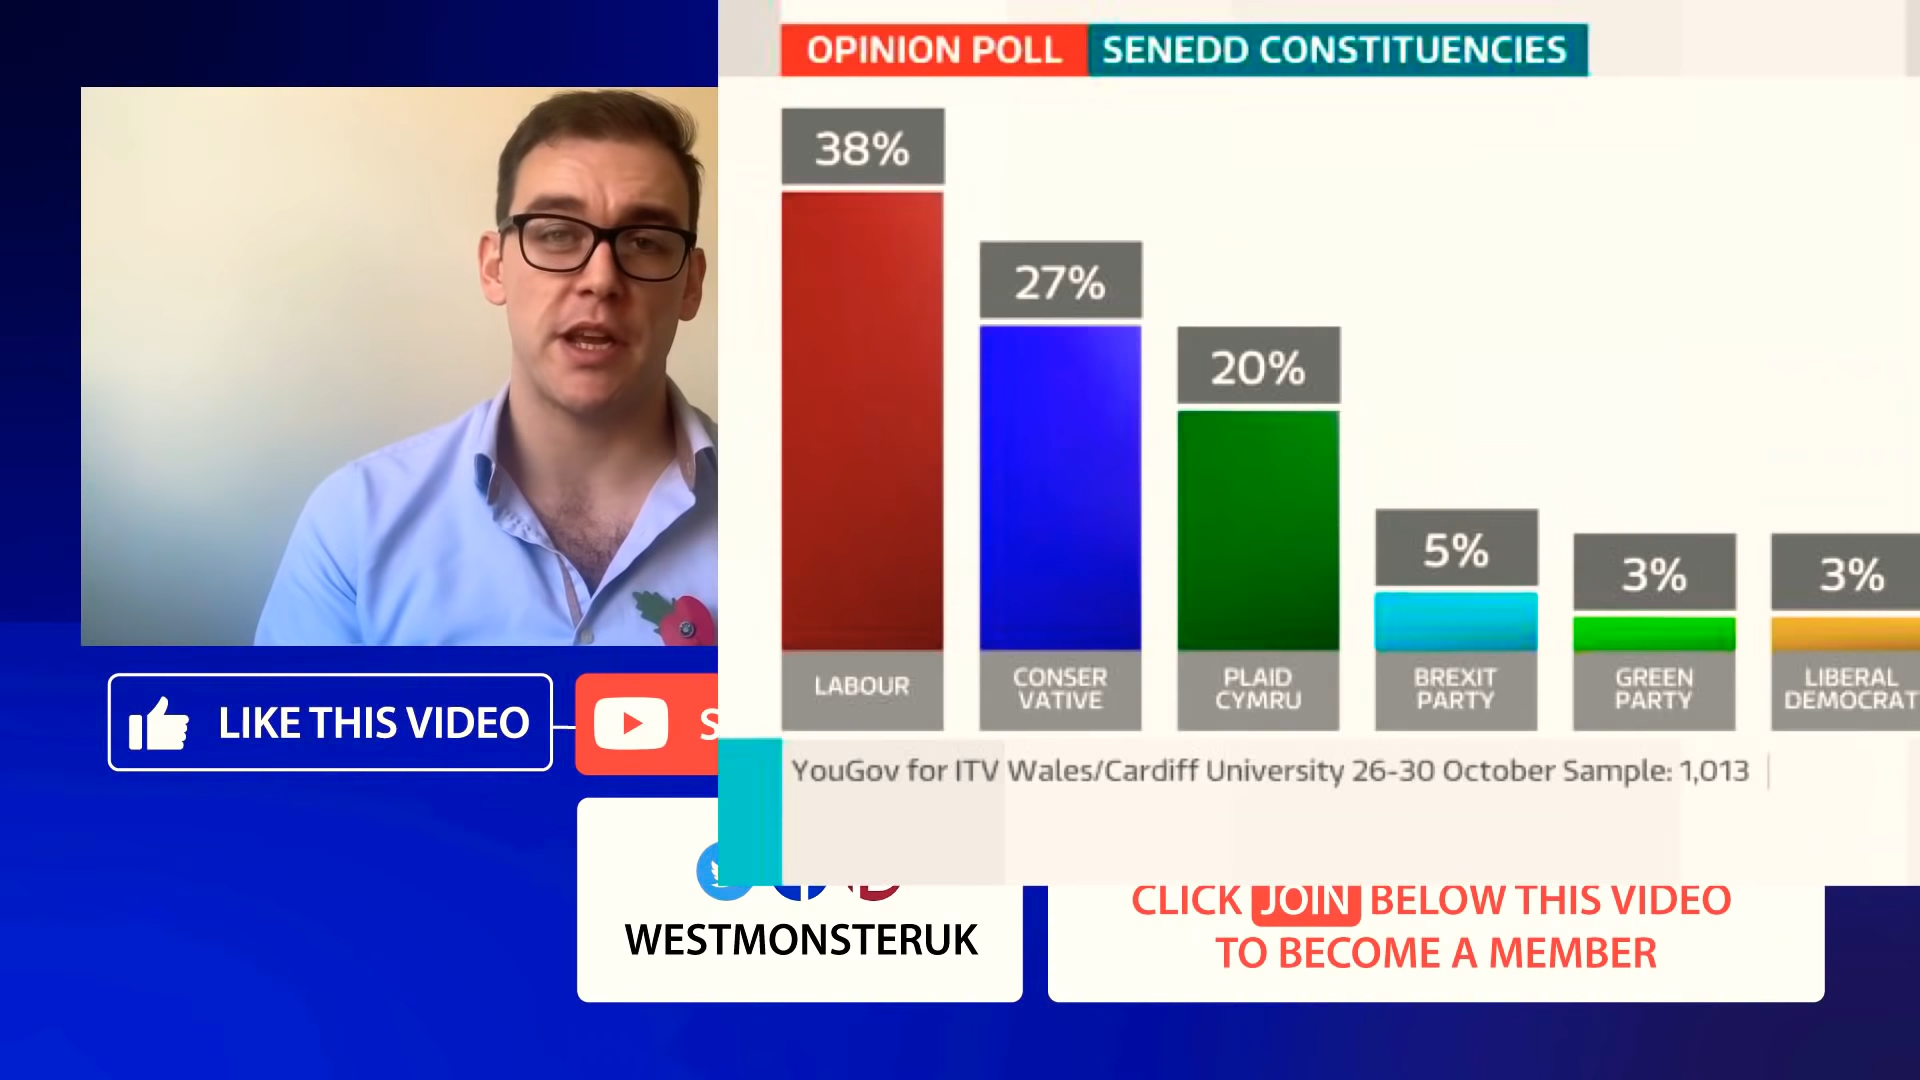 OPINION POLL SENEDD CONSTITUENCIES
38%
27%
20%
5%
3%
3%
LABOUR
CONSER
VATIVE
PLAID
CYMRU
BREXIT
PARTY
GREEN
PARTY
LIBERAL
DEMOCRAT
YouGov for ITV Wales/Cardiff University 26-30 October Sample: 1,013
LIKE THIS VIDEO
S
WESTMONSTERUK
CLICK JOIN BELOW THIS VIDEO
TO BECOME A MEMBER